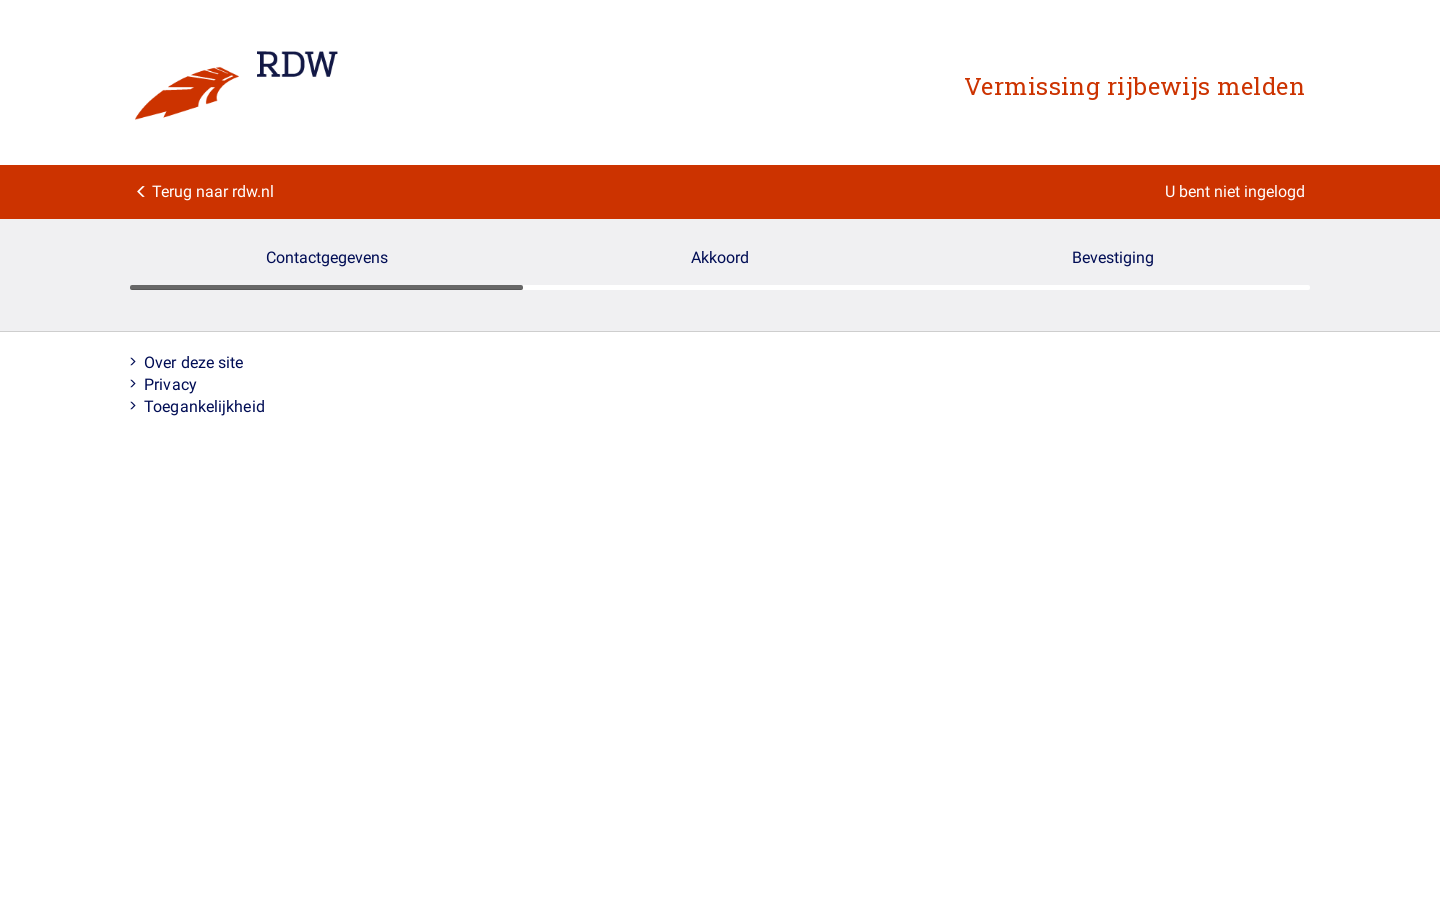 RDW
Vermissing rijbewijs melden
Terug naar rdw.nl
U bent niet ingelogd
Contactgegevens
Akkoord
Bevestiging
Over deze site
Privacy
Toegankelijkheid